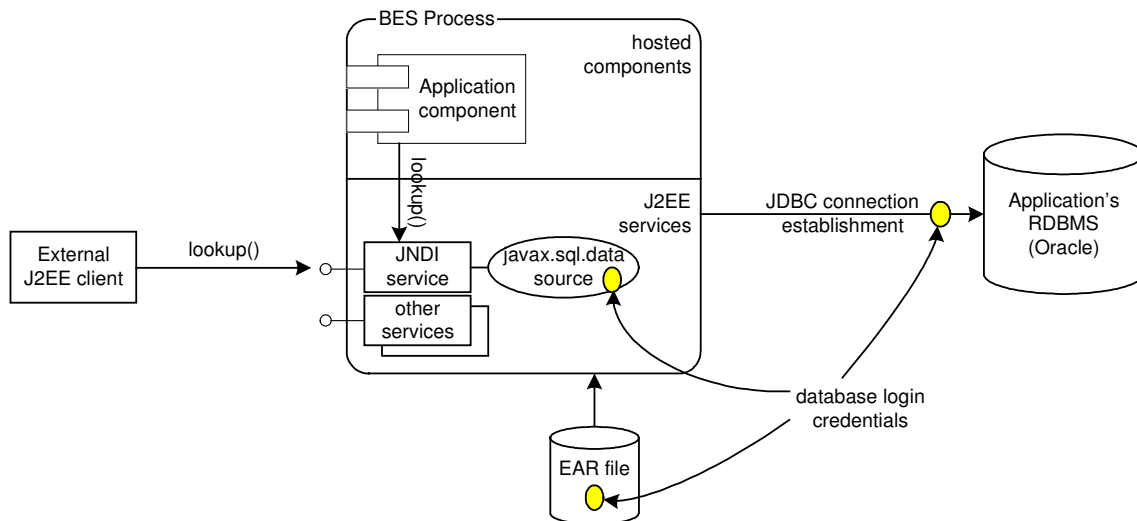 BES Process
hosted
components
Application
component
lookup()
J2EE
services
JDBC connection
establishment
Application's
RDBMS
(Oracle)
External
J2EE client
lookup()
JNDI
service
javax.sql.data
source
other
services
database login
credentials
EAR file